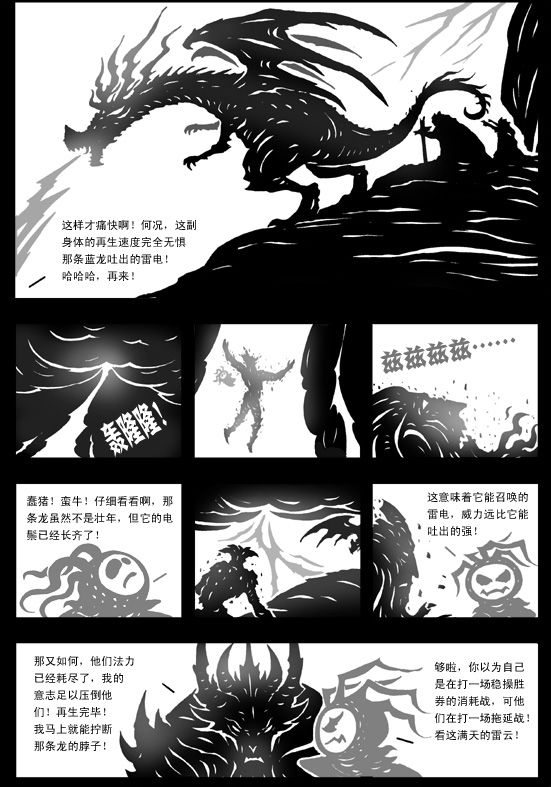 这样才痛快啊！何况，这副
身体的再生速度完全无惧
那条蓝龙吐出的雷电！
哈哈哈，再来！
轰隆隆！
兹兹兹兹……
蠢猪！蛮牛！仔细看看啊，那
条龙虽然不是壮年，但它的电
鬃已经长齐了！
这意味着它能召唤的
雷电，威力远比它能
吐出的强！
那又如何，他们法力
已经耗尽了，我的
意志足以压倒他
们！再生完毕！
我马上就能拧断
那条龙的脖子！
够啦，你以为自己
是在打一场稳操胜
券的消耗战，可他
们在打一场拖延战！
看这满天的雷云！